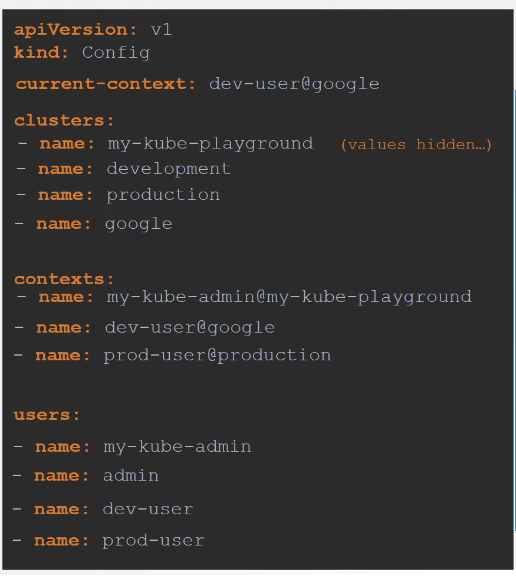 apiVersion: v1
kind: Config
current-context: dev-user@google
clusters:
- name: my-kube-playground (values hidden…)
- name: development
- name: production
- name: google
contexts:
- name: my-kube-admin@my-kube-playground
- name: dev-user@google
- name: prod-user@production
users:
- name: my-kube-admin
- name: admin
- name: dev-user
- name: prod-user